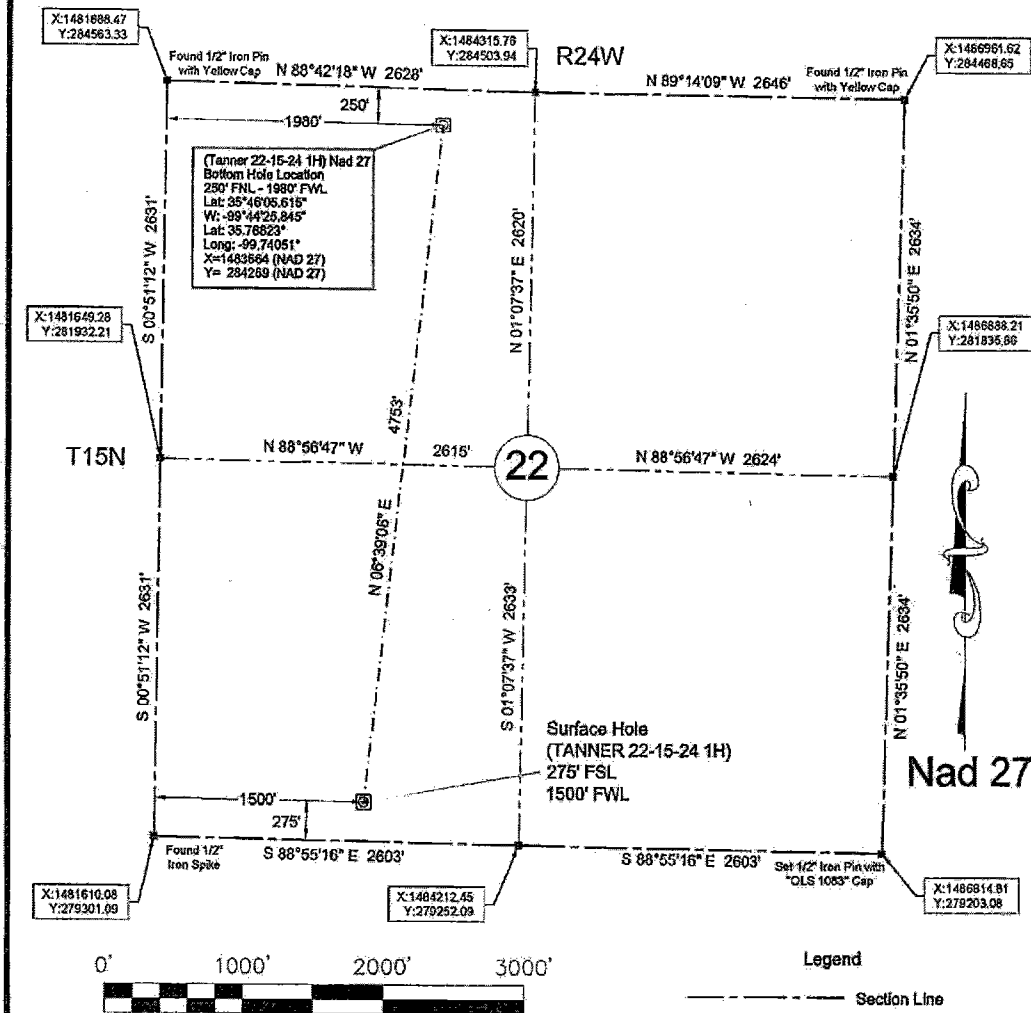 X:1481688.47
Y:284563.33
Found 1/2" Iron Pin
with Yellow Cap
N 88°42'18" W 2628'
X:1484315.76
Y:284503.94
R24W
N 89°14'09" W 2646'
Found 1/2" Iron Pin
with Yellow Cap
X:1486961.62
Y:284468.65
250'
1980'
(Tanner 22-15-24 1H) Nad 27
Bottom Hole Location
250' FNL - 1980' FWL
Lat: 35°46'05.615"
W: -99°44'25.845"
Lat: 35.76823°
Long: -99.74051°
X=1483664 (NAD 27)
Y= 284269 (NAD 27)
S 00°51'12" W 2631'
N 01°07'37" E 2620'
N 01°35'50" E 2634'
X:1481649.28
Y:281932.21
X:1486888.21
Y:281835.86
4753'
T15N
N 88°56'47" W 2615'
22
N 88°56'47" W 2624'
N 06°39'06" E
S 00°51'12" W 2631'
S 01°07'37" W 2633'
N 01°35'50" E 2634'
Surface Hole
(TANNER 22-15-24 1H)
275' FSL
1500' FWL
Nad 27
1500'
275'
Found 1/2"
Iron Spike
S 88°55'16" E 2603'
S 88°55'16" E 2603'
Set 1/2" Iron Pin with
"OLS 1083" Cap
X:1481610.08
Y:279301.09
X:1484212.45
Y:279252.09
X:1486814.81
Y:279203.08
0' 1000' 2000' 3000'
Legend
Section Line